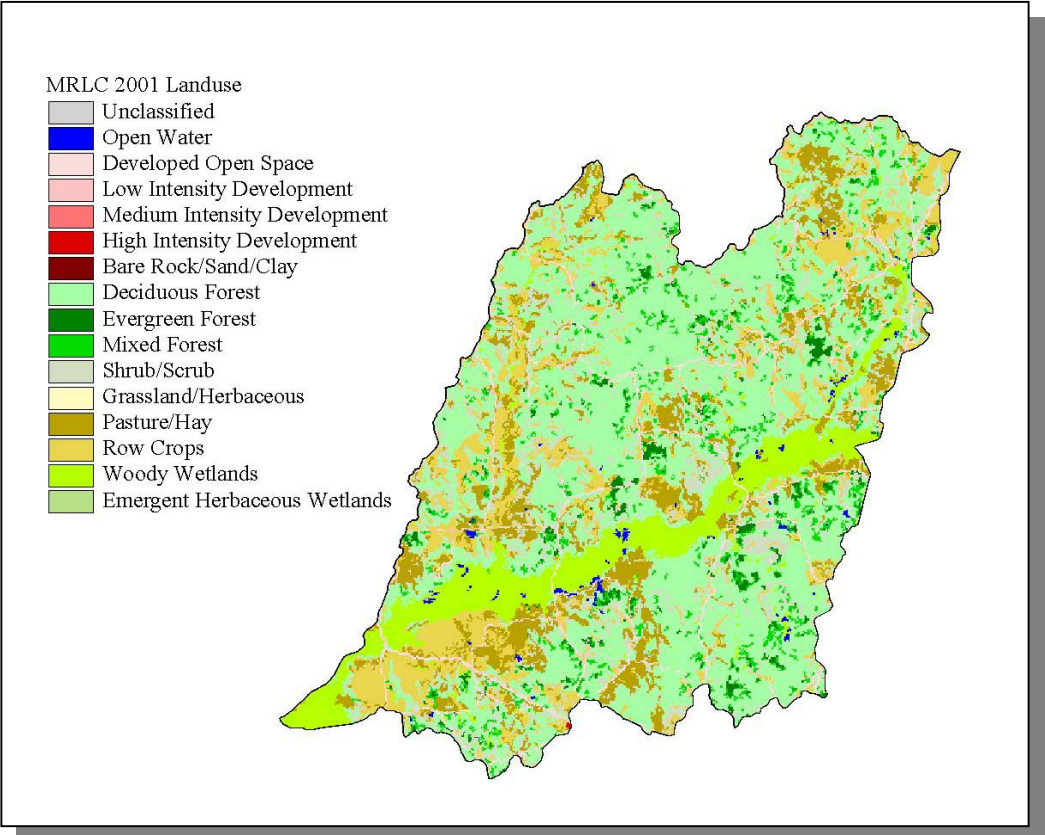 MRLC 2001 Landuse
Unclassified
Open Water
Developed Open Space
Low Intensity Development
Medium Intensity Development
High Intensity Development
Bare Rock/Sand/Clay
Deciduous Forest
Evergreen Forest
Mixed Forest
Shrub/Scrub
Grassland/Herbaceous
Pasture/Hay
Row Crops
Woody Wetlands
Emergent Herbaceous Wetlands